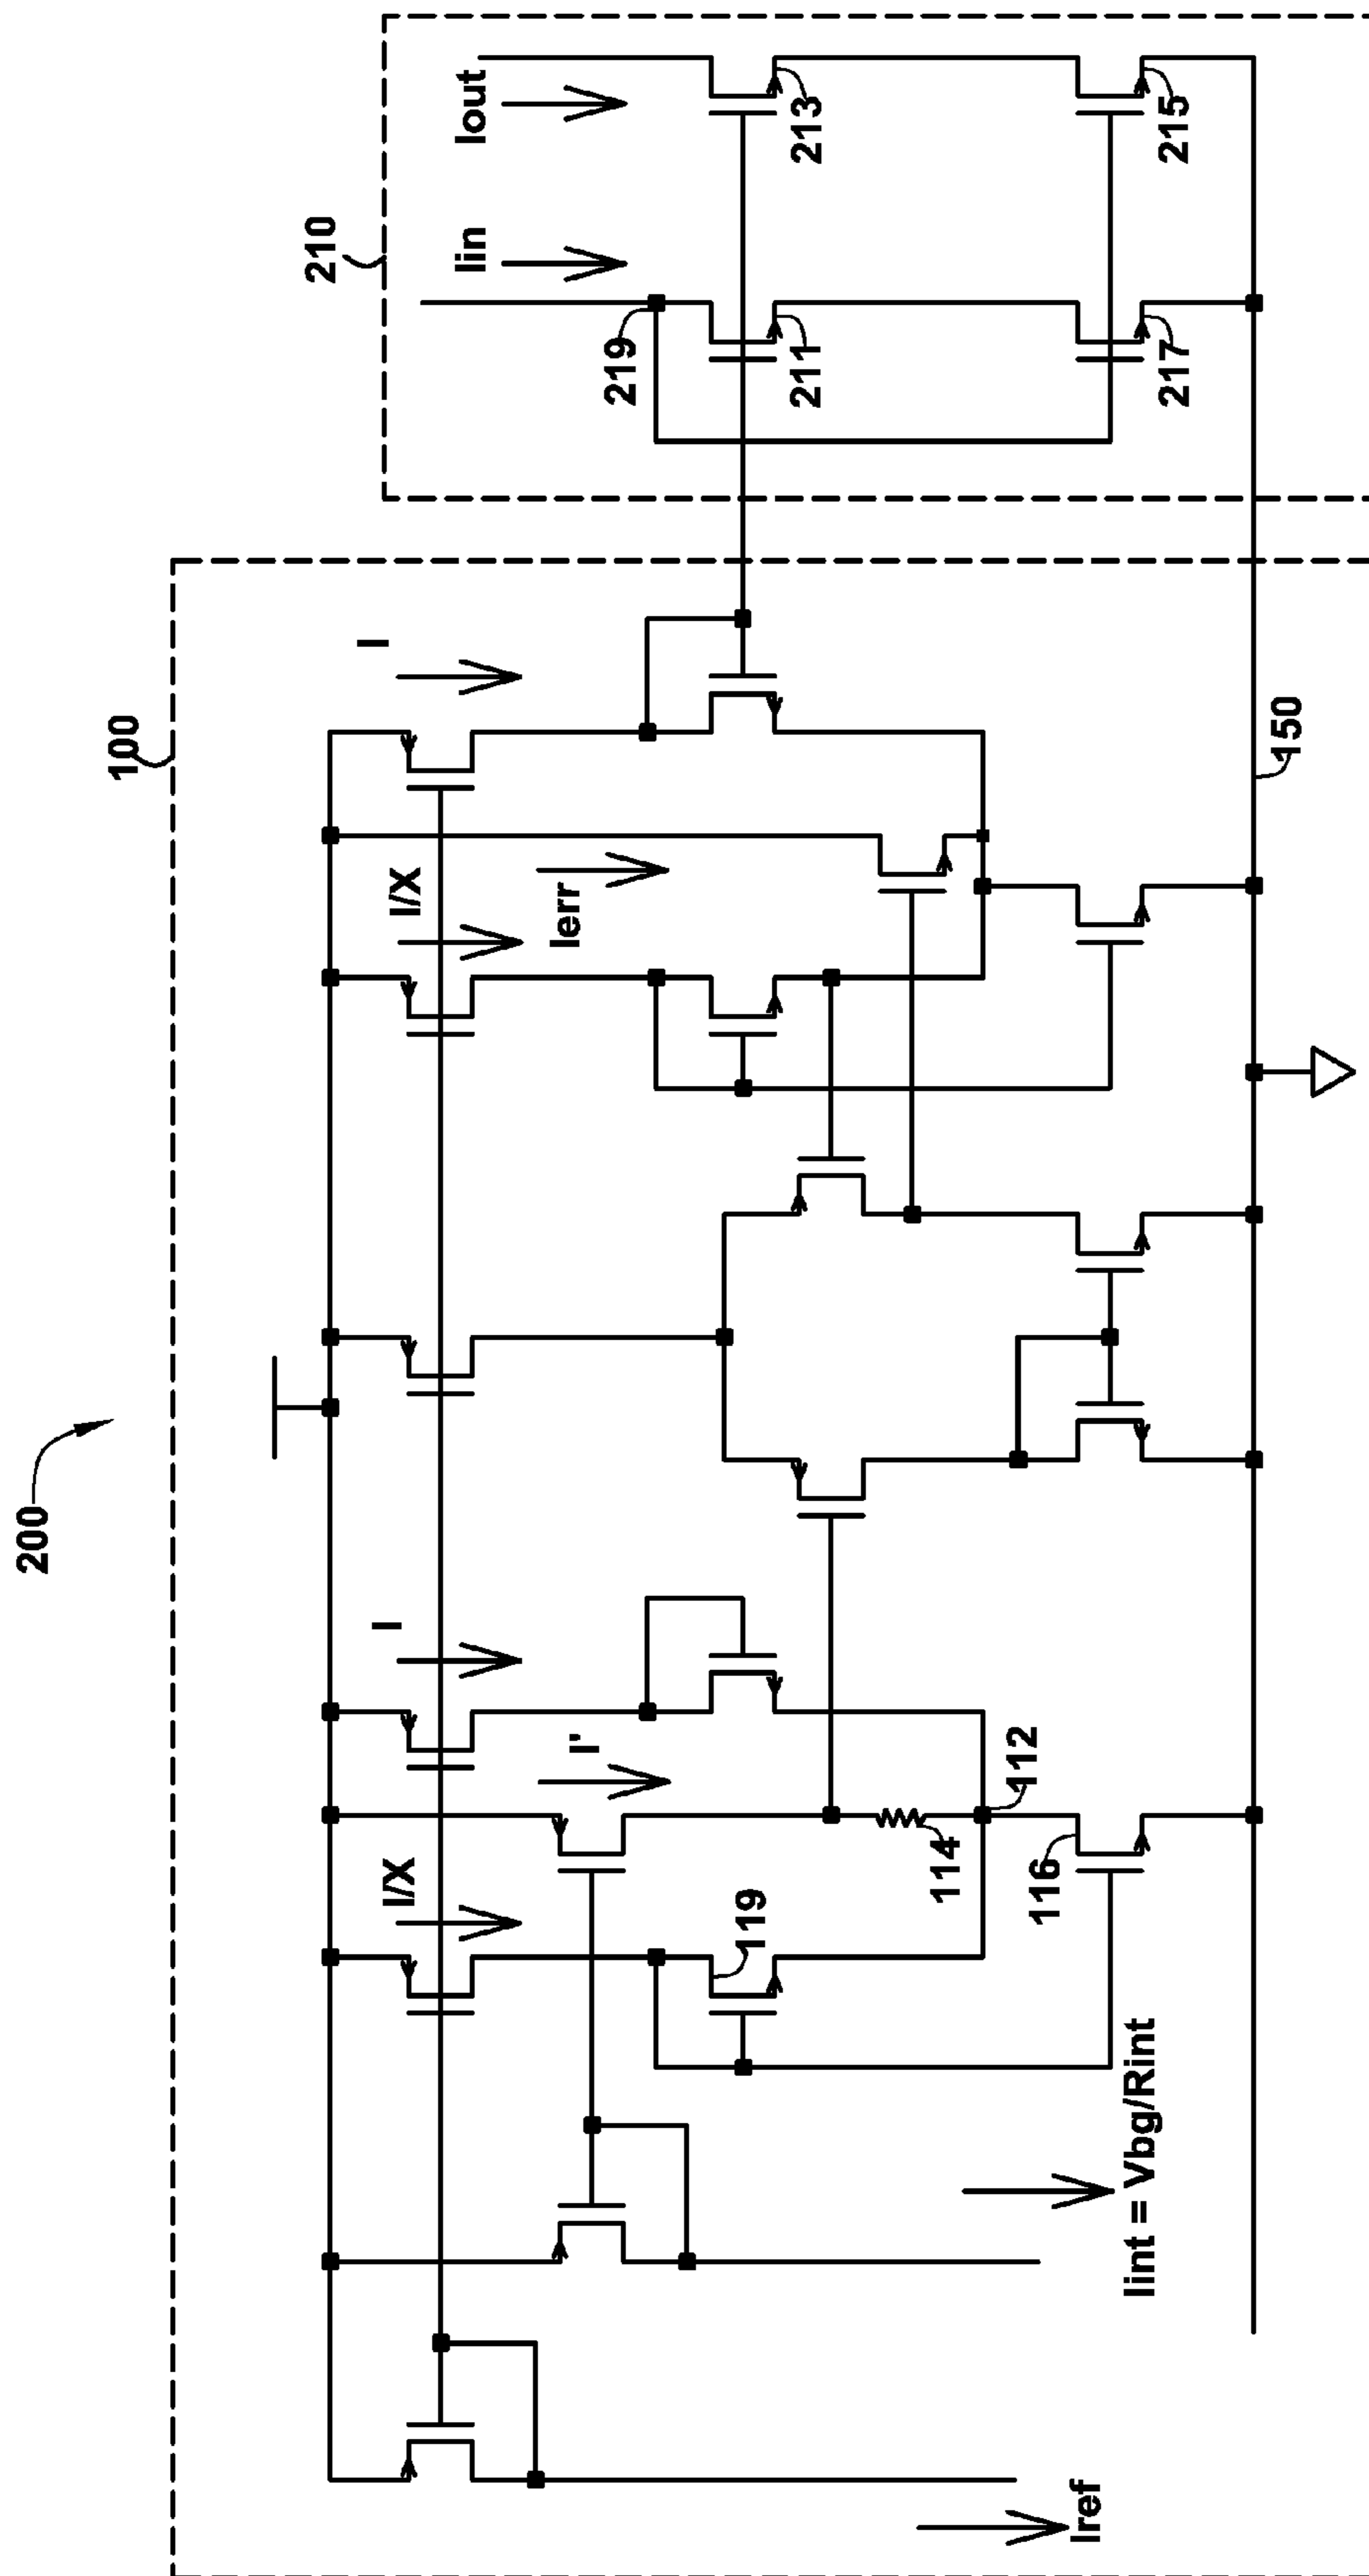 200
100
210
Iref
Iint = Vbg/Rint
I/X
I'
I
119
114
112
116
I/X
Ierr
I
150
Iin
Iout
219
211
213
217
215